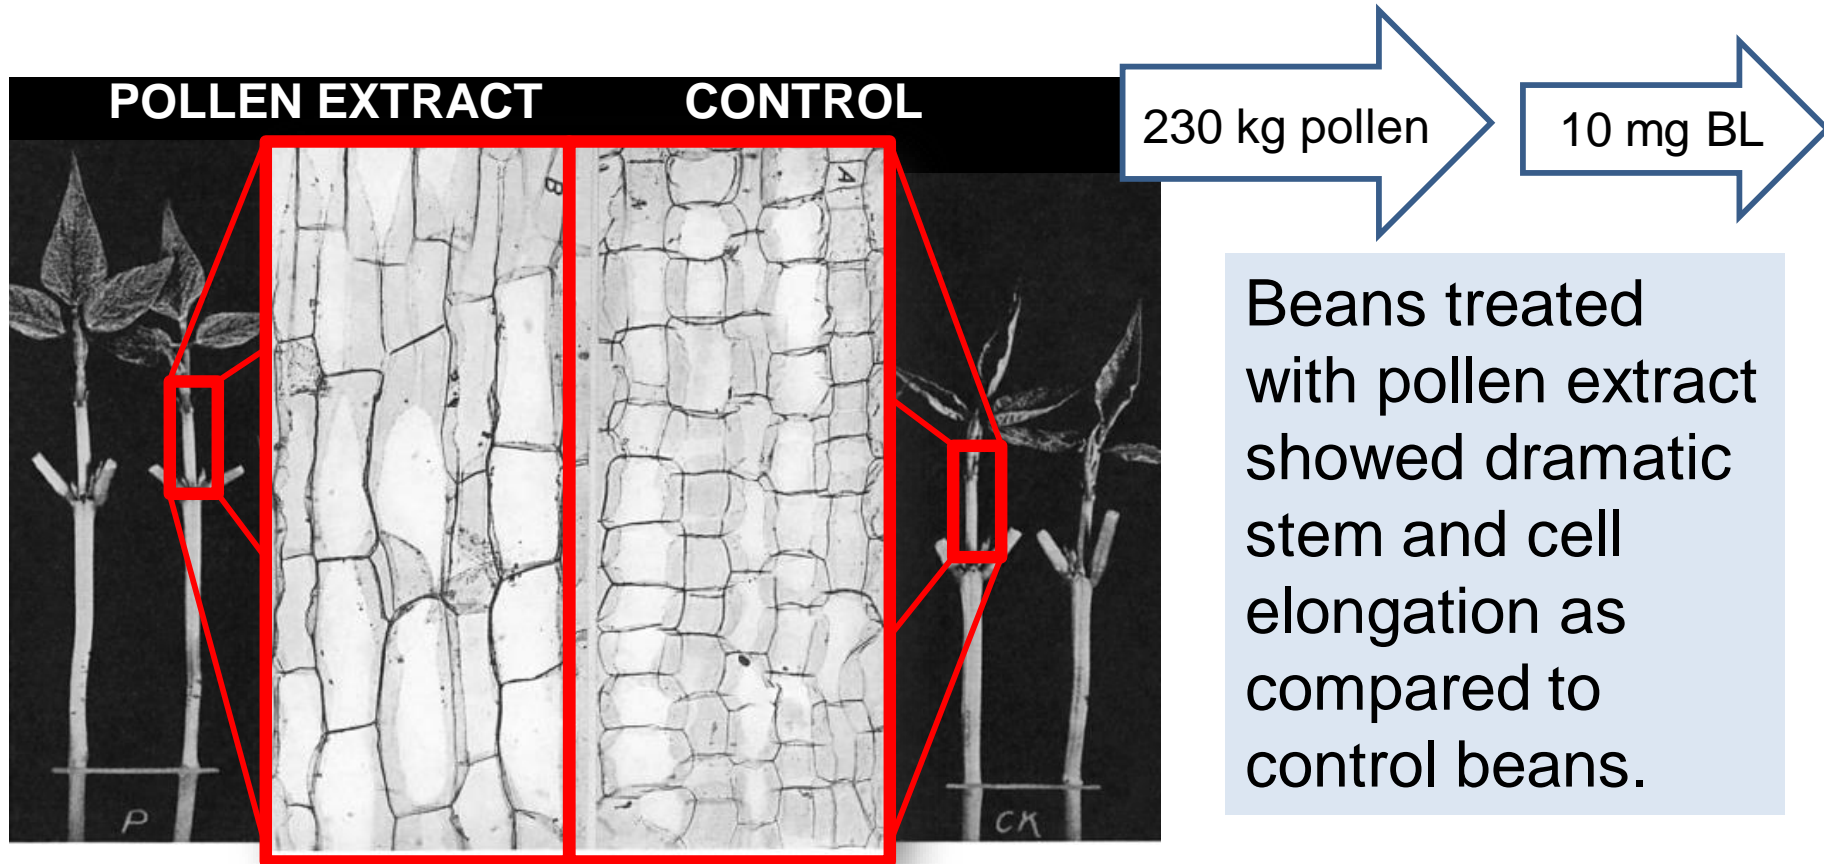 POLLEN EXTRACT
CONTROL
230 kg pollen
10 mg BL
B
A
Beans treated
with pollen extract
showed dramatic
stem and cell
elongation as
compared to
control beans.
P
CK